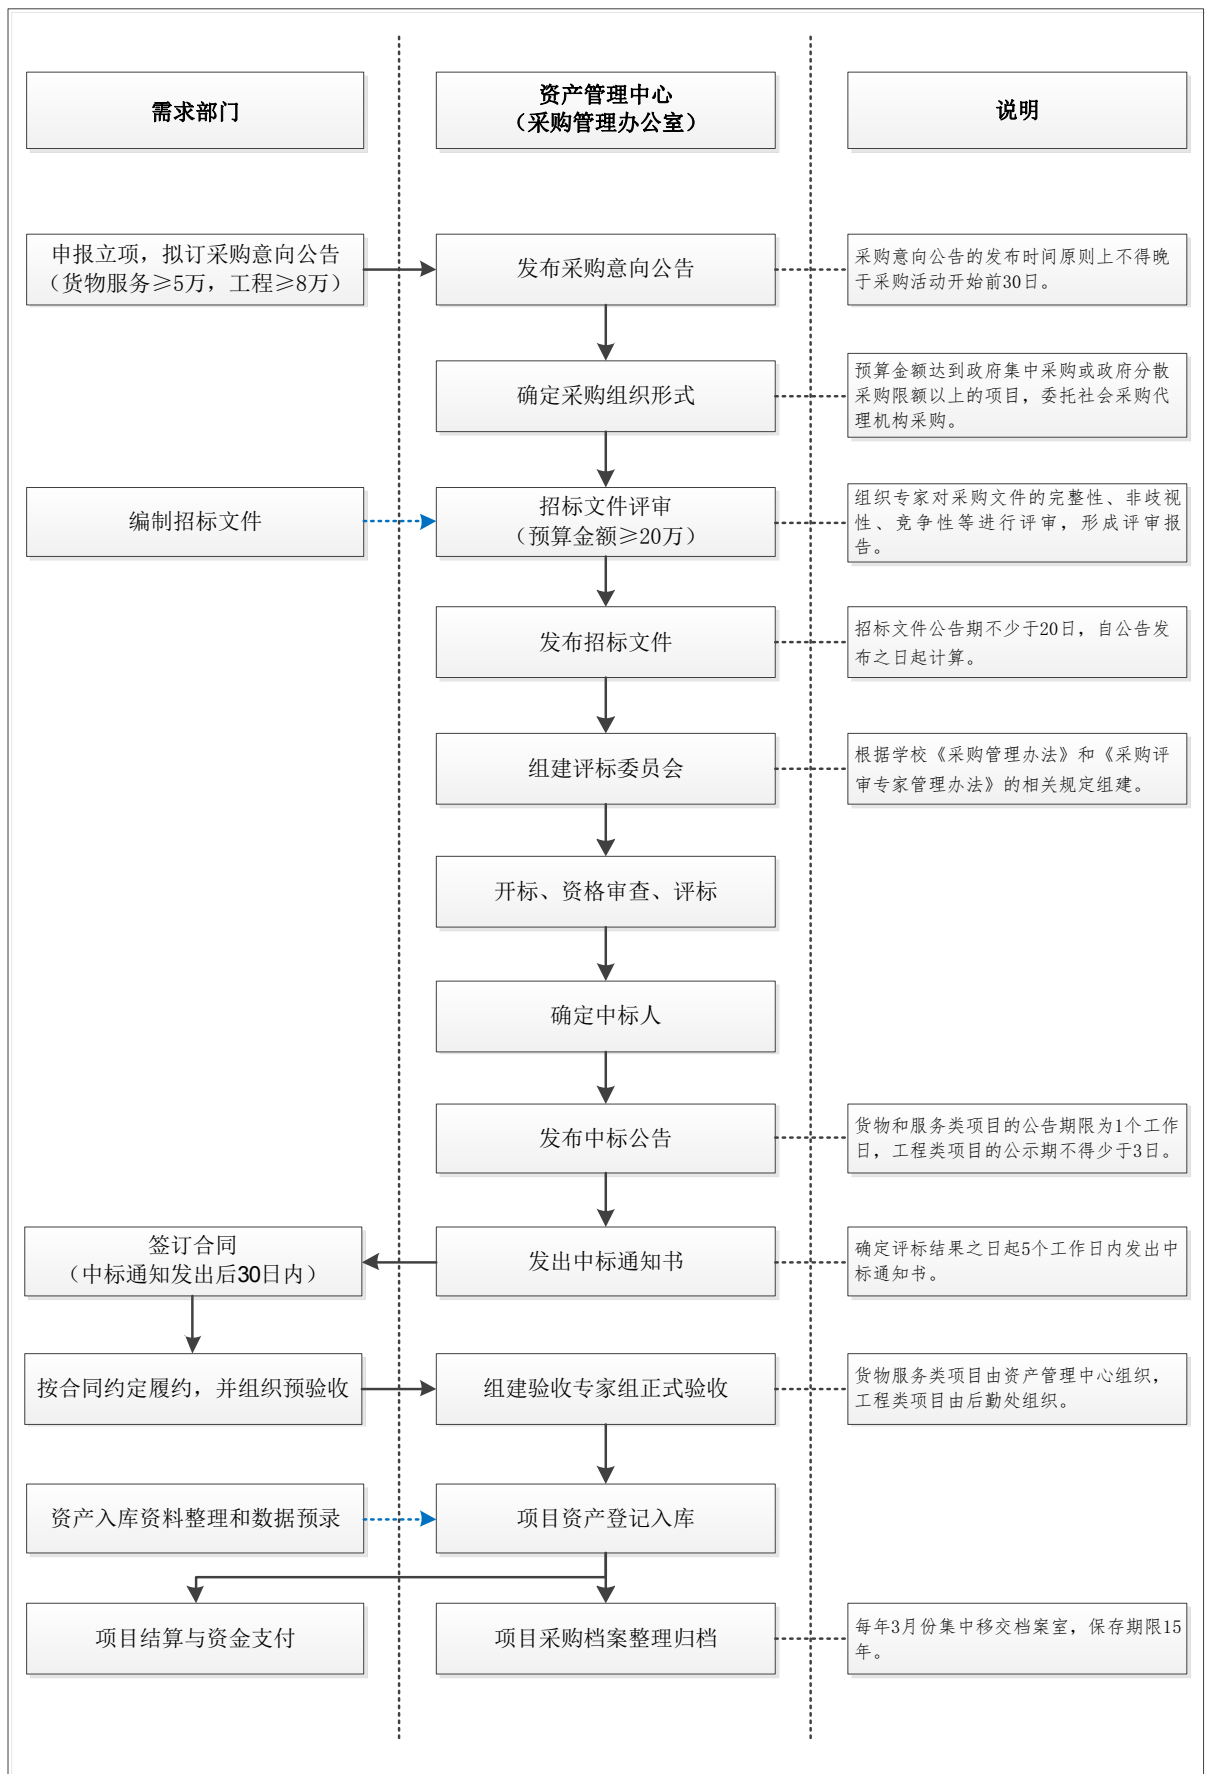 需求部门
资产管理中心
（采购管理办公室）
说明
申报立项，拟订采购意向公告
（货物服务≥5万，工程≥8万）
发布采购意向公告
采购意向公告的发布时间原则上不得晚
于采购活动开始前30日。
确定采购组织形式
预算金额达到政府集中采购或政府分散
采购限额以上的项目，委托社会采购代
理机构采购。
编制招标文件
招标文件评审
（预算金额≥20万）
组织专家对采购文件的完整性、非歧视
性、竞争性等进行评审，形成评审报
告。
发布招标文件
招标文件公告期不少于20日，自公告发
布之日起计算。
组建评标委员会
根据学校《采购管理办法》和《采购评
审专家管理办法》的相关规定组建。
开标、资格审查、评标
确定中标人
发布中标公告
货物和服务类项目的公告期限为1个工作
日，工程类项目的公示期不得少于3日。
签订合同
（中标通知发出后30日内）
发出中标通知书
确定评标结果之日起5个工作日内发出中
标通知书。
按合同约定履约，并组织预验收
组建验收专家组正式验收
货物服务类项目由资产管理中心组织，
工程类项目由后勤处组织。
资产入库资料整理和数据预录
项目资产登记入库
项目结算与资金支付
项目采购档案整理归档
每年3月份集中移交档案室，保存期限15
年。